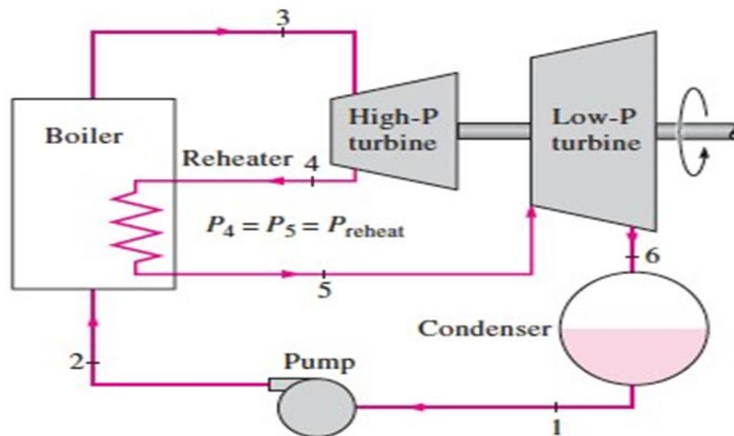 3
High-P
turbine
Low-P
turbine
Boiler
Reheater
4
P4 = P5 = Preheat
5
6
Condenser
2
Pump
1